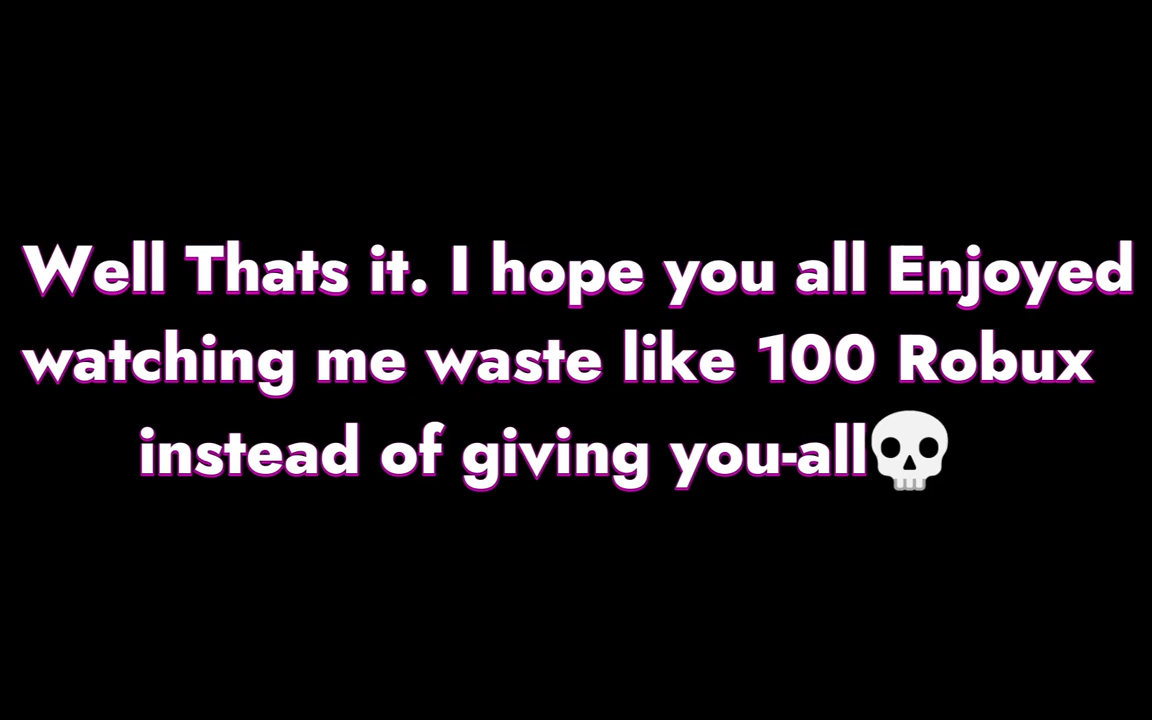 Well Thats it. I hope you all Enjoyed
watching me waste like 100 Robux
instead of giving you-all💀